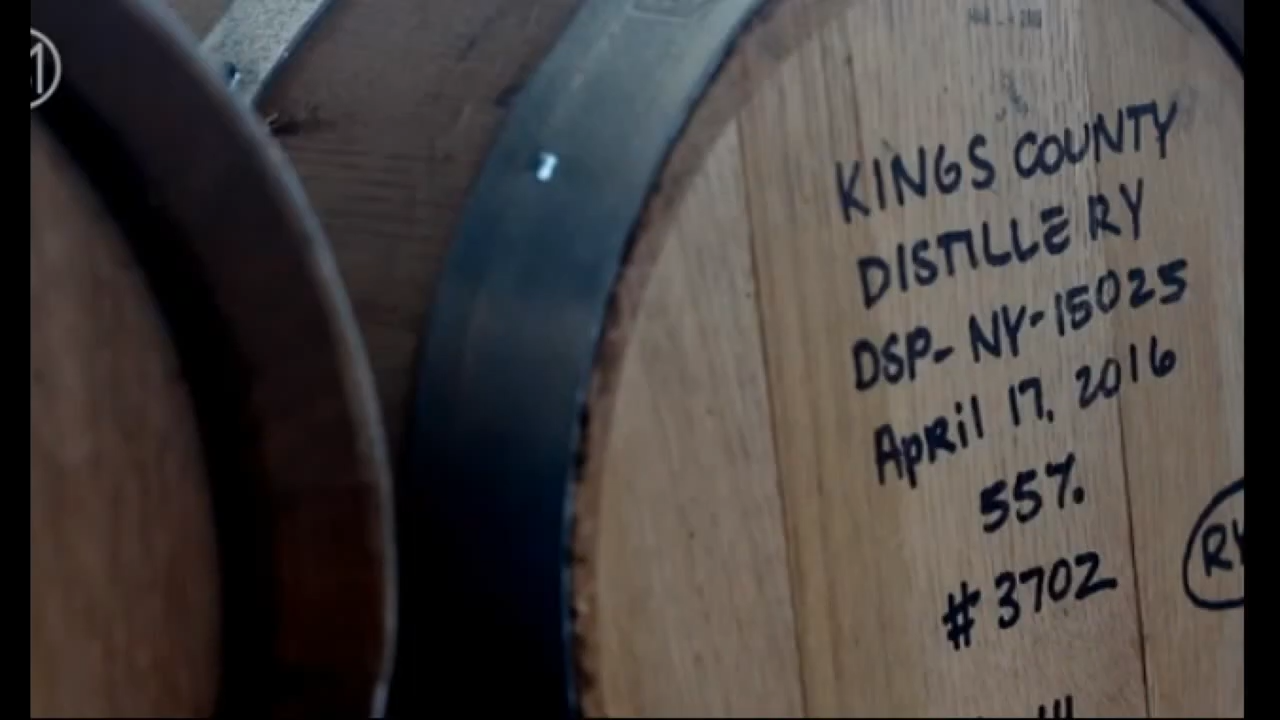 KINGS COUNTY
DISTILLERY
DSP-NY-15025
April 17, 2016
55%
#3702